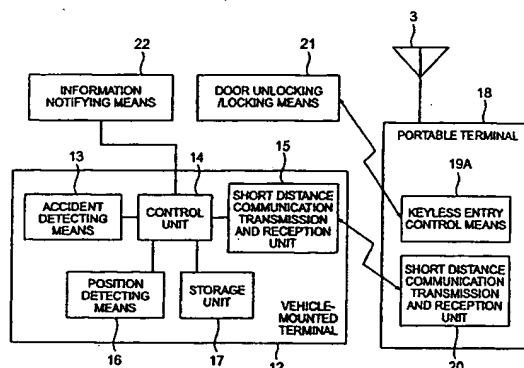 22
INFORMATION
NOTIFYING MEANS
21
DOOR UNLOCKING
/LOCKING MEANS
3
18
PORTABLE TERMINAL
19A
KEYLESS ENTRY
CONTROL MEANS
SHORT DISTANCE
COMMUNICATION
TRANSMISSION
AND RECEPTION
UNIT
20
13
ACCIDENT
DETECTING
MEANS
14
CONTROL
UNIT
15
SHORT DISTANCE
COMMUNICATION
TRANSMISSION
AND RECEPTION
UNIT
POSITION
DETECTING
MEANS
16
STORAGE
UNIT
17
VEHICLE-
MOUNTED
TERMINAL
12